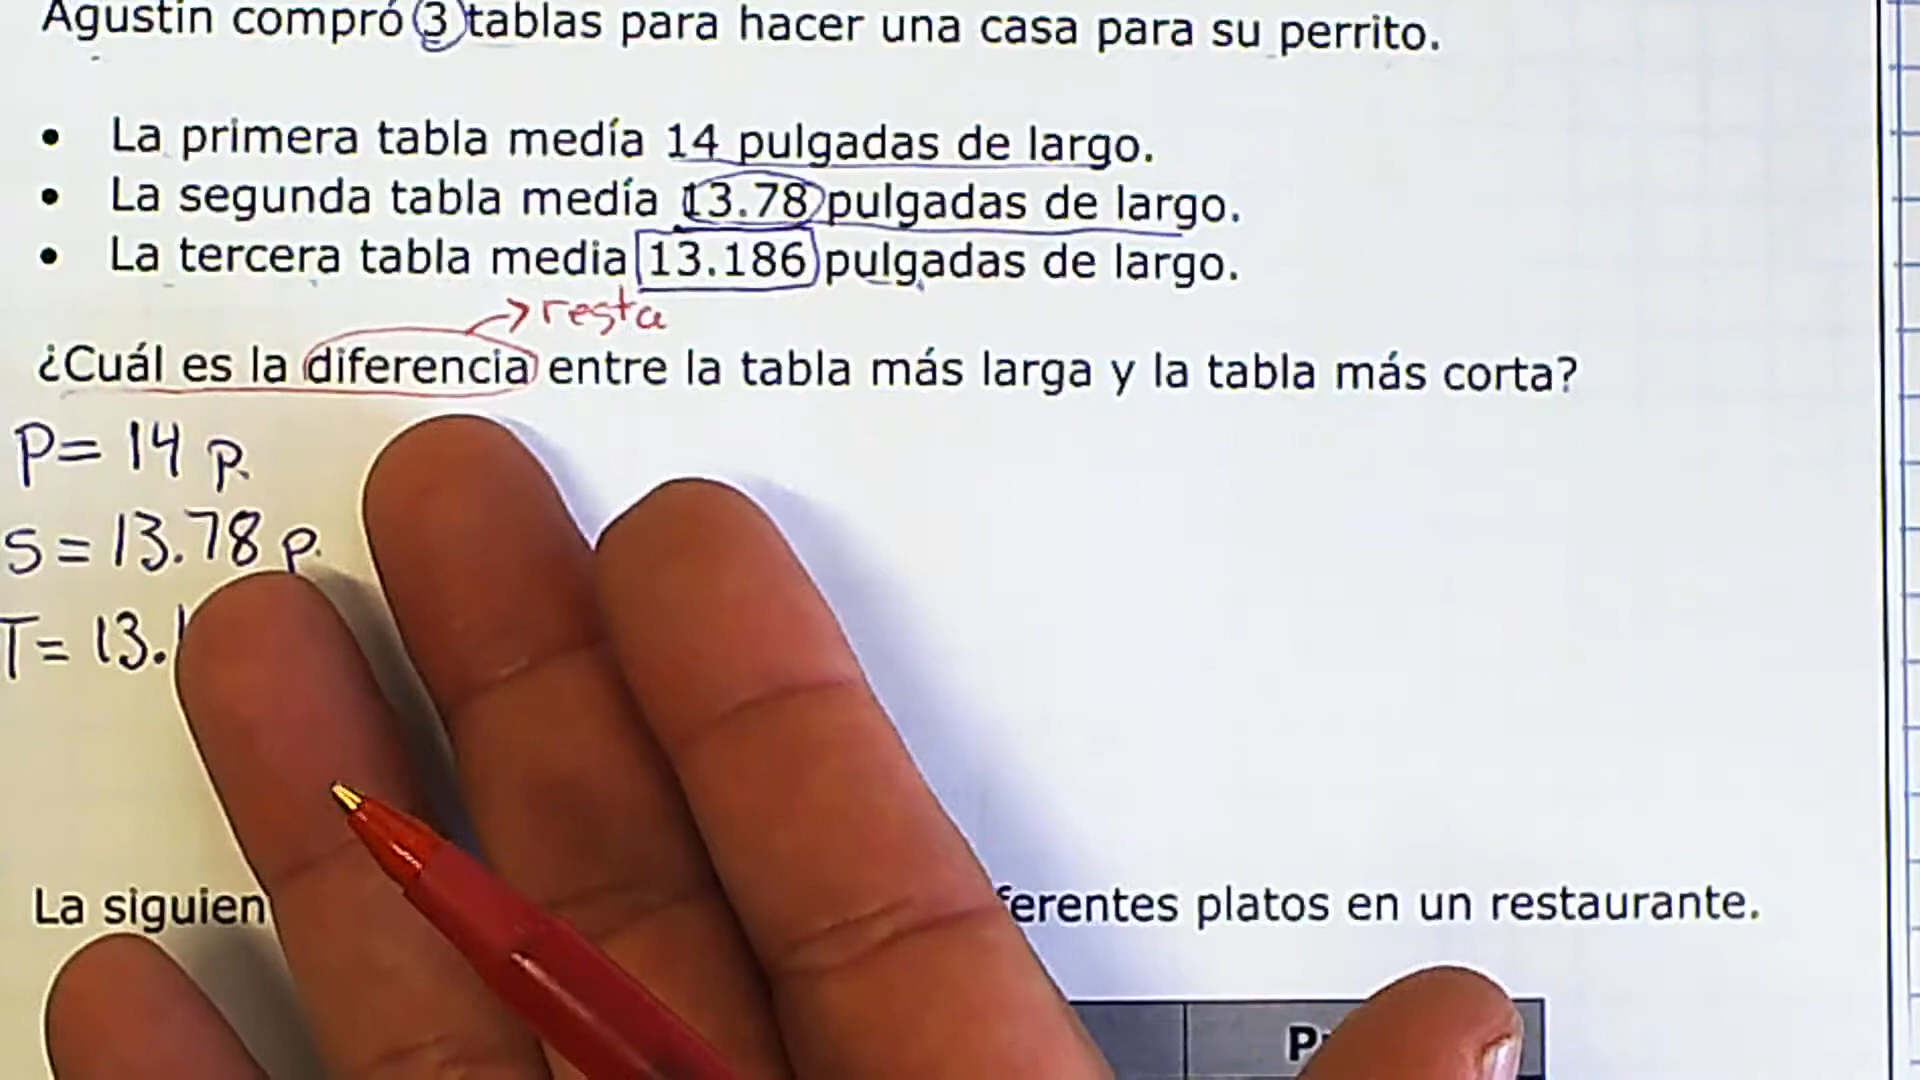 Agustín compró 3 tablas para hacer una casa para su perrito.
• La primera tabla medía 14 pulgadas de largo.
• La segunda tabla medía 13.78 pulgadas de largo.
• La tercera tabla media 13.186 pulgadas de largo.
→ resta
¿Cuál es la diferencia entre la tabla más larga y la tabla más corta?
P= 14 p.
S = 13.78 p.
T= 13.
La siguien
ferentes platos en un restaurante.